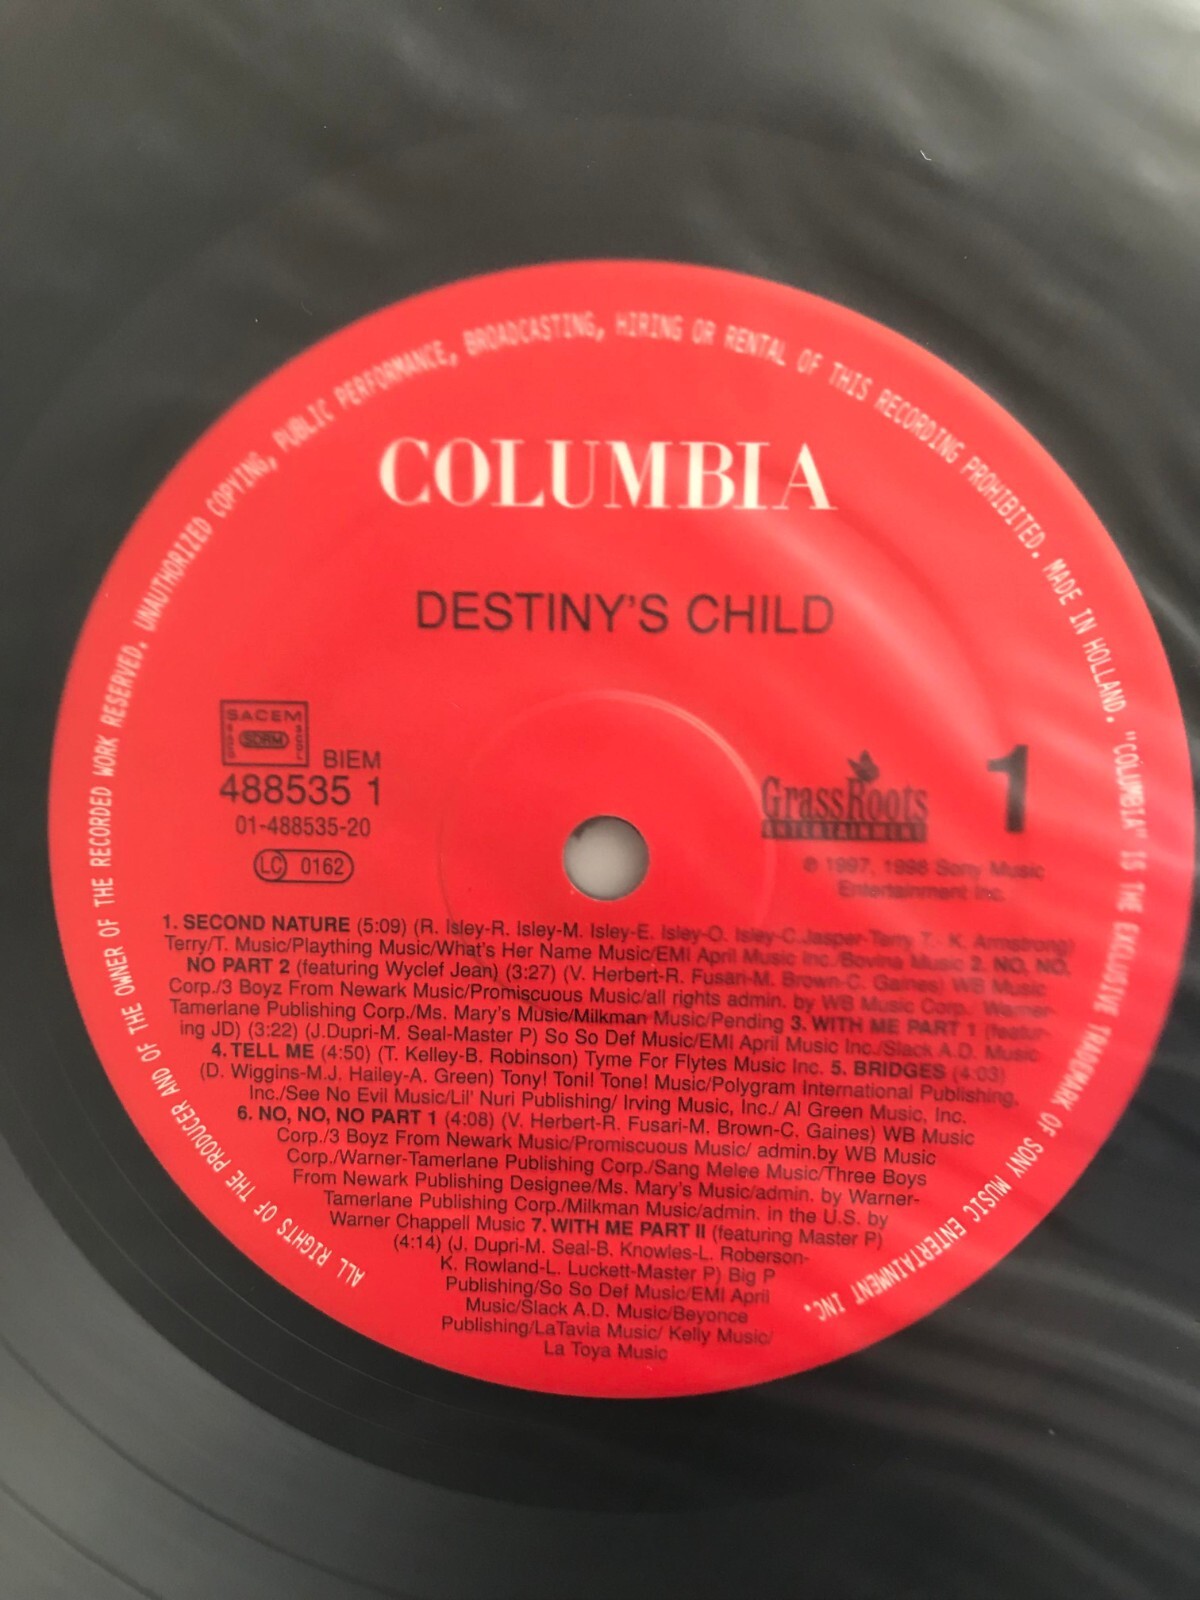 ALL RIGHTS OF THE PRODUCER AND OF THE OWNER OF THE RECORDED WORK RESERVED. UNAUTHORIZED COPYING, PUBLIC PERFORMANCE, BROADCASTING, HIRING OR RENTAL OF THIS RECORDING PROHIBITED. MADE IN HOLLAND. "COLUMBIA" IS THE EXCLUSIVE TRADEMARK OF SONY MUSIC ENTERTAINMENT INC.
COLUMBIA
DESTINY'S CHILD
SACEM
SDRM
BIEM
488535 1
01-488535-20
LC 0162
GrassRoots
ENTERTAINMENT
1
℗ 1997, 1998 Sony Music
Entertainment Inc.
1. SECOND NATURE (5:09) (R. Isley-R. Isley-M. Isley-E. Isley-O. Isley-C.Jasper-Terry T.- K. Armstrong)
Terry/T. Music/Plaything Music/What's Her Name Music/EMI April Music Inc./Bovina Music 2. NO, NO,
NO PART 2 (featuring Wyclef Jean) (3:27) (V. Herbert-R. Fusari-M. Brown-C. Gaines) WB Music
Corp./3 Boyz From Newark Music/Promiscuous Music/all rights admin. by WB Music Corp./Warner-
Tamerlane Publishing Corp./Ms. Mary's Music/Milkman Music/Pending 3. WITH ME PART 1 (featur-
ing JD) (3:22) (J.Dupri-M. Seal-Master P) So So Def Music/EMI April Music Inc./Slack A.D. Music
4. TELL ME (4:50) (T. Kelley-B. Robinson) Tyme For Flytes Music Inc. 5. BRIDGES (4:03)
(D. Wiggins-M.J. Hailey-A. Green) Tony! Toni! Tone! Music/Polygram International Publishing,
Inc./See No Evil Music/Lil' Nuri Publishing/ Irving Music, Inc./ Al Green Music, Inc.
6. NO, NO, NO PART 1 (4:08) (V. Herbert-R. Fusari-M. Brown-C. Gaines) WB Music
Corp./3 Boyz From Newark Music/Promiscuous Music/ admin.by WB Music
Corp./Warner-Tamerlane Publishing Corp./Sang Melee Music/Three Boys
From Newark Publishing Designee/Ms. Mary's Music/admin. by Warner-
Tamerlane Publishing Corp./Milkman Music/admin. in the U.S. by
Warner Chappell Music 7. WITH ME PART II (featuring Master P)
(4:14) (J. Dupri-M. Seal-B. Knowles-L. Roberson-
K. Rowland-L. Luckett-Master P) Big P
Publishing/So So Def Music/EMI April
Music/Slack A.D. Music/Beyonce
Publishing/LaTavia Music/ Kelly Music/
La Toya Music